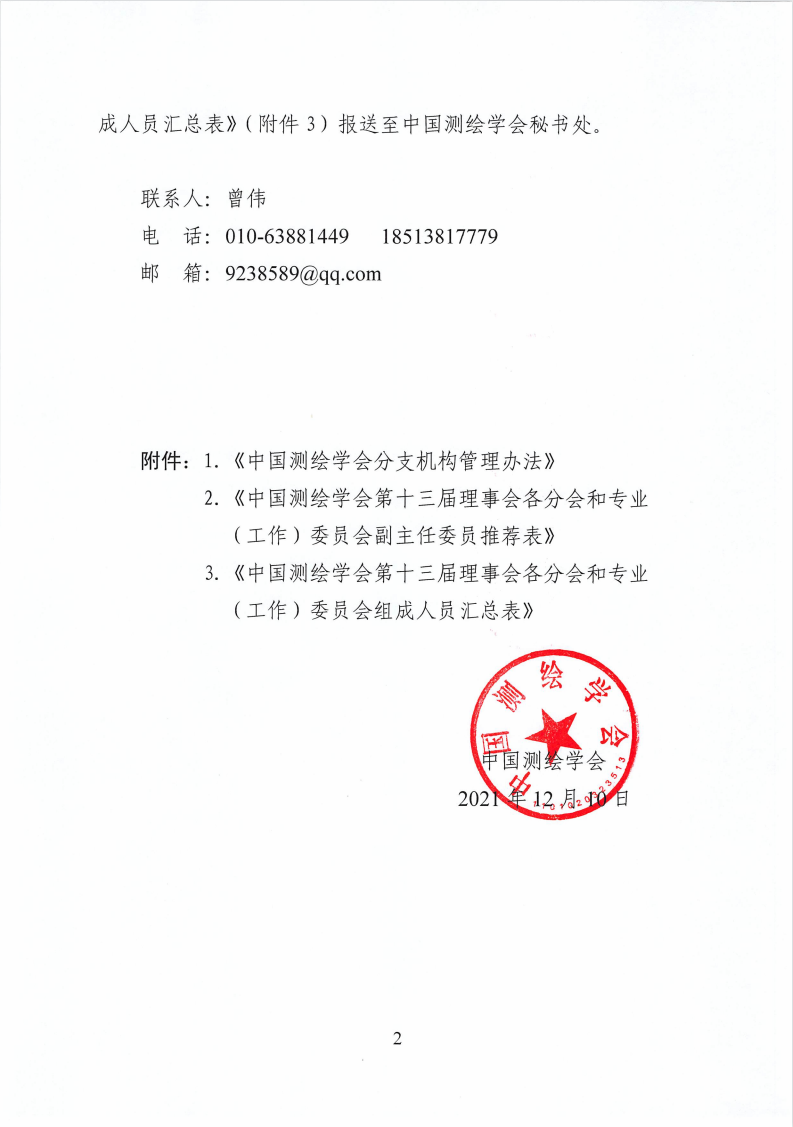 成人员汇总表》（附件 3）报送至中国测绘学会秘书处。
联系人：曾伟
电　话：010-63881449　18513817779
邮　箱：9238589@qq.com
附件：1.《中国测绘学会分支机构管理办法》
2.《中国测绘学会第十三届理事会各分会和专业
（工作）委员会副主任委员推荐表》
3.《中国测绘学会第十三届理事会各分会和专业
（工作）委员会组成人员汇总表》
中国测绘学会
中国测绘学会
2021 年 12 月 10 日
2